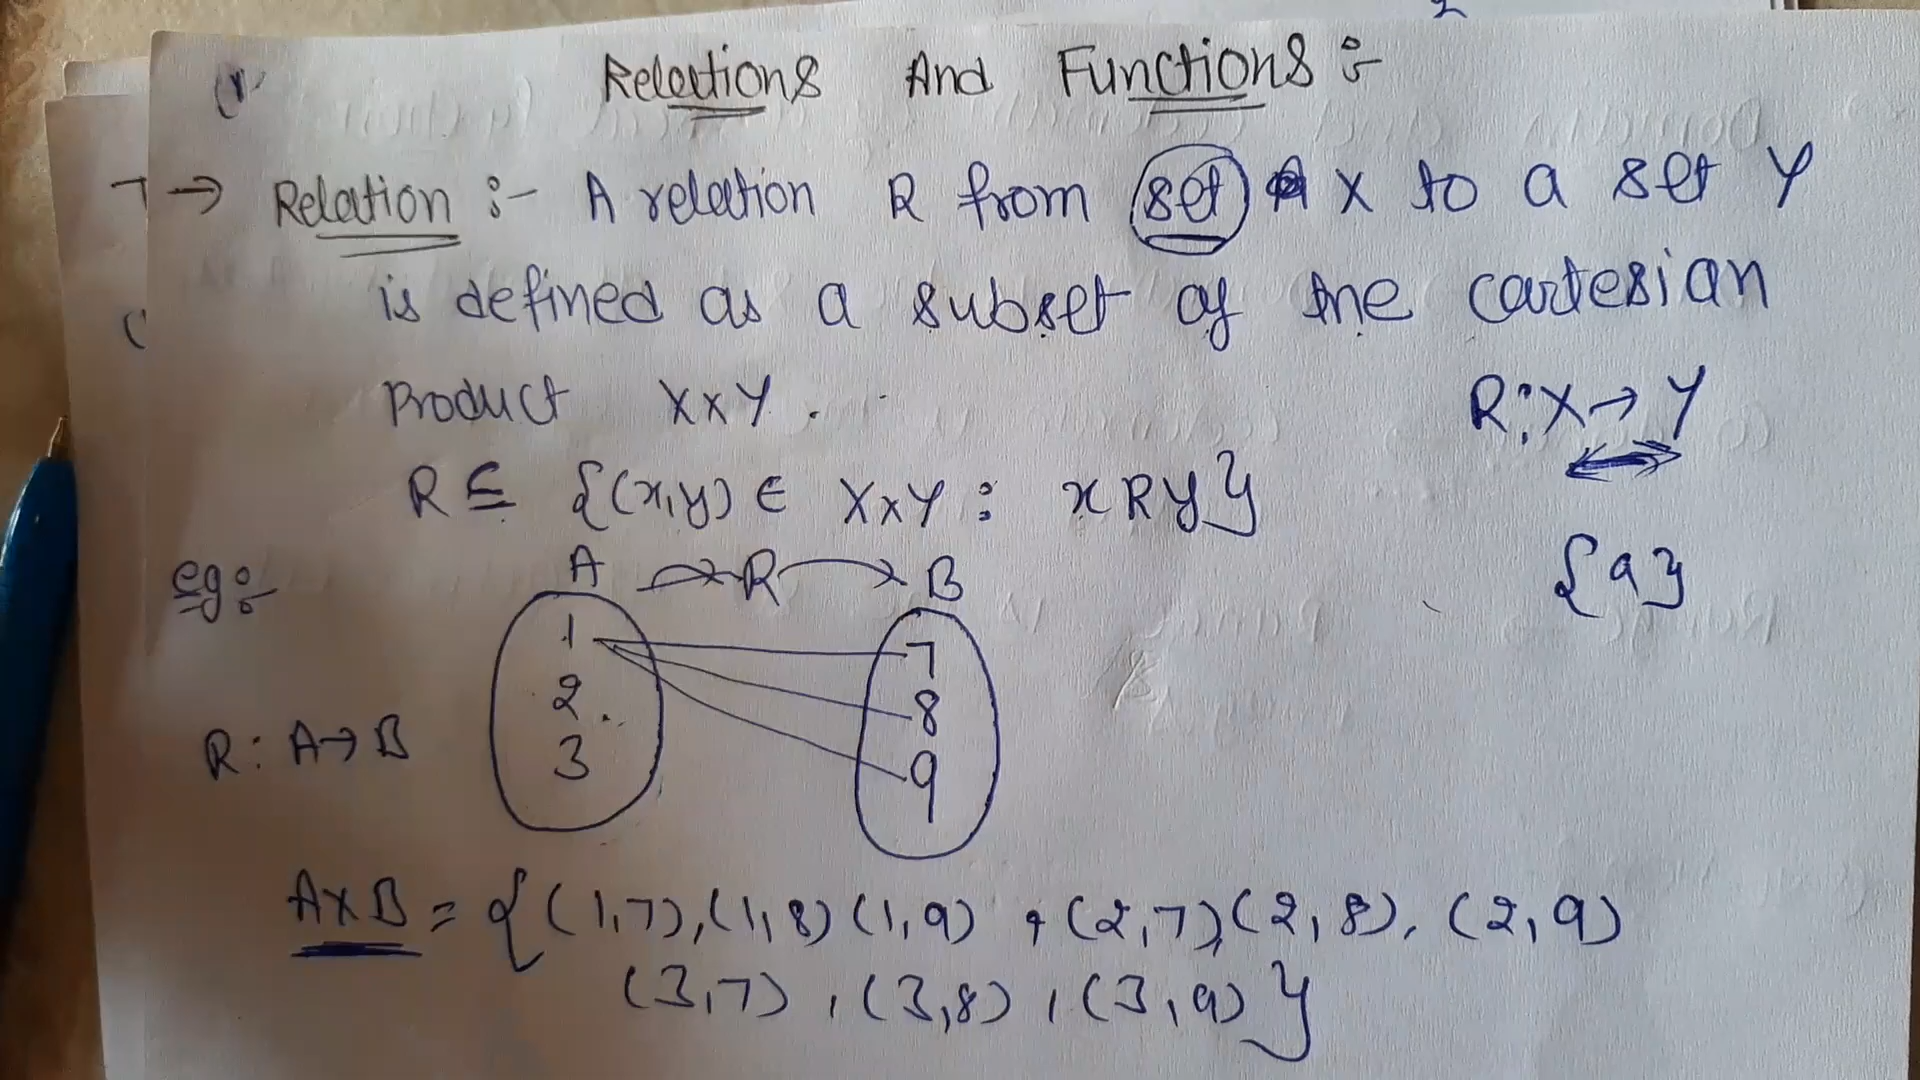 Relations And Functions :-
→ Relation :- A relation R from set X to a set Y
is defined as a subset of the cartesian
Product X×Y .
R:X→Y
R ⊆ {(x,y) ∈ X×Y : x R y}
{a}
eg:-
A → R → B
1 7
2 8
3 9
R : A→B
A×B = {(1,7),(1,8)(1,9) , (2,7),(2,8), (2,9)
(3,7) , (3,8) , (3,9) }